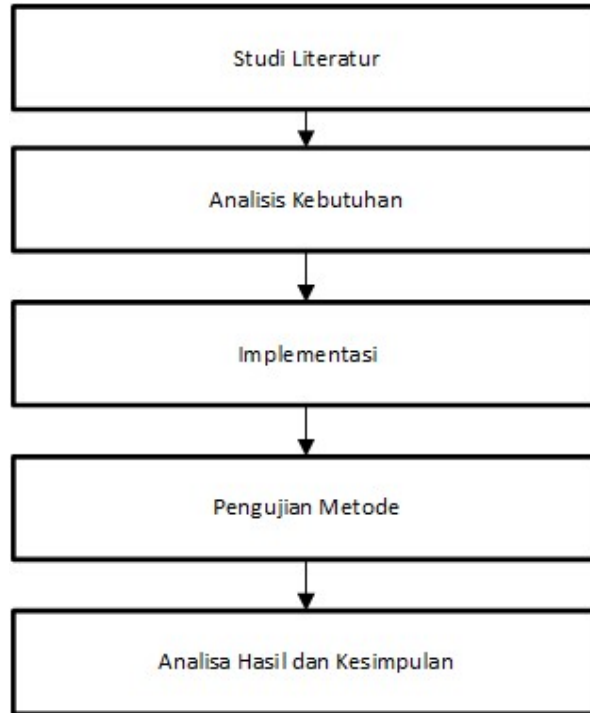 Studi Literatur
Analisis Kebutuhan
Implementasi
Pengujian Metode
Analisa Hasil dan Kesimpulan